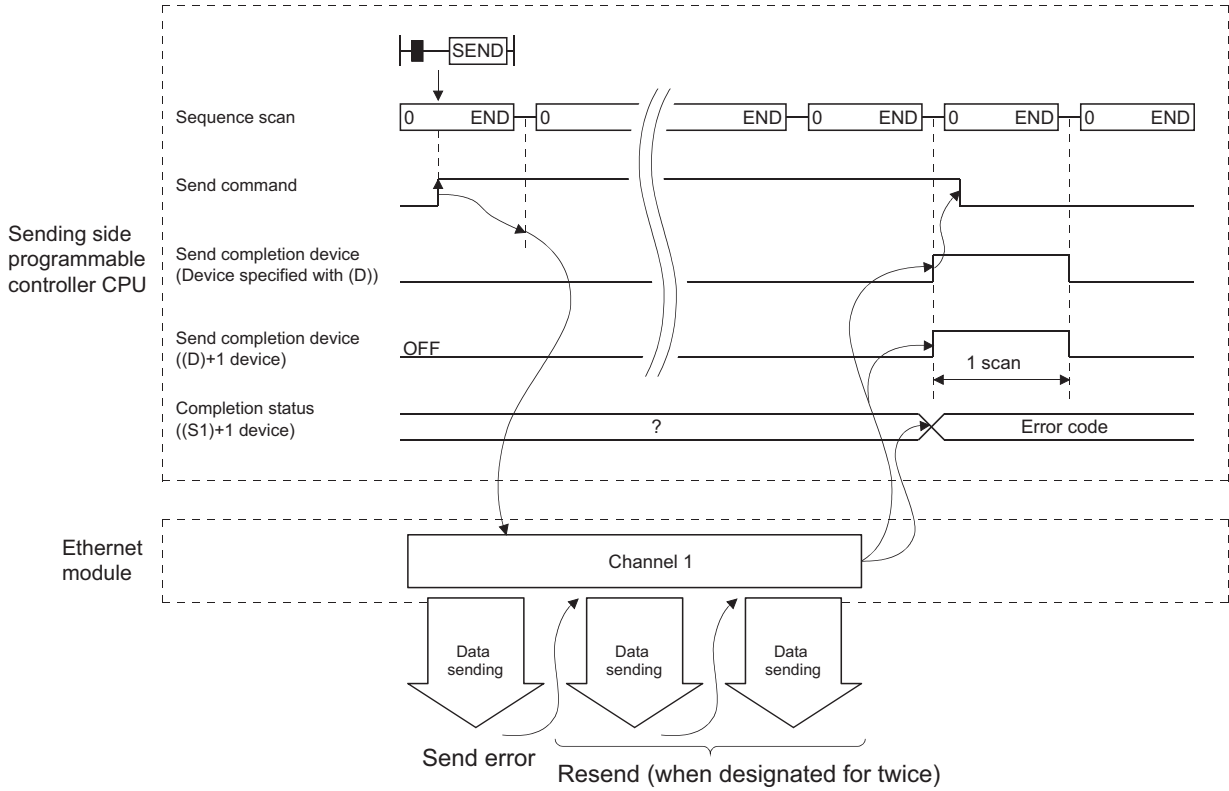 SEND
Sequence scan
0 END 0 END 0 END 0 END 0 END
Send command
Sending side
programmable
controller CPU
Send completion device
(Device specified with (D))
Send completion device
((D)+1 device)
OFF
1 scan
Completion status
((S1)+1 device)
?
Error code
Ethernet
module
Channel 1
Data
sending
Data
sending
Data
sending
Send error
Resend (when designated for twice)